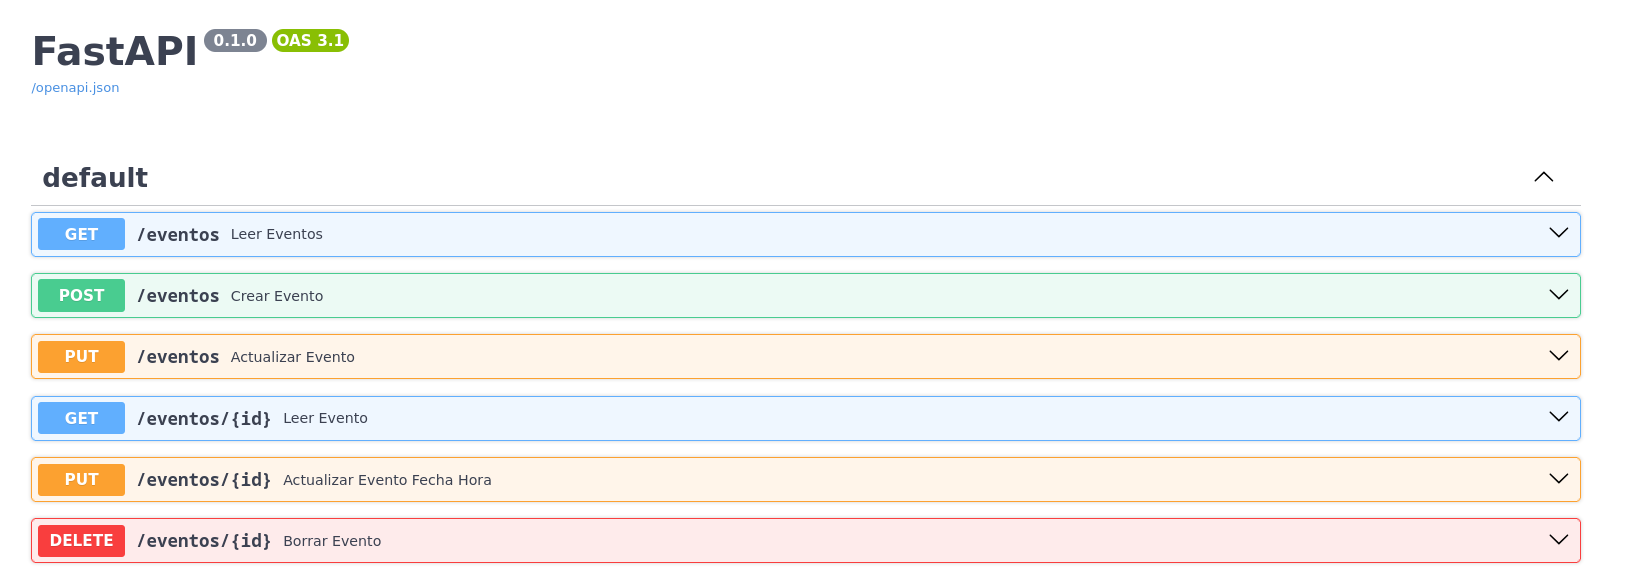 FastAPI 0.1.0 OAS 3.1
/openapi.json
default
GET /eventos Leer Eventos
POST /eventos Crear Evento
PUT /eventos Actualizar Evento
GET /eventos/{id} Leer Evento
PUT /eventos/{id} Actualizar Evento Fecha Hora
DELETE /eventos/{id} Borrar Evento